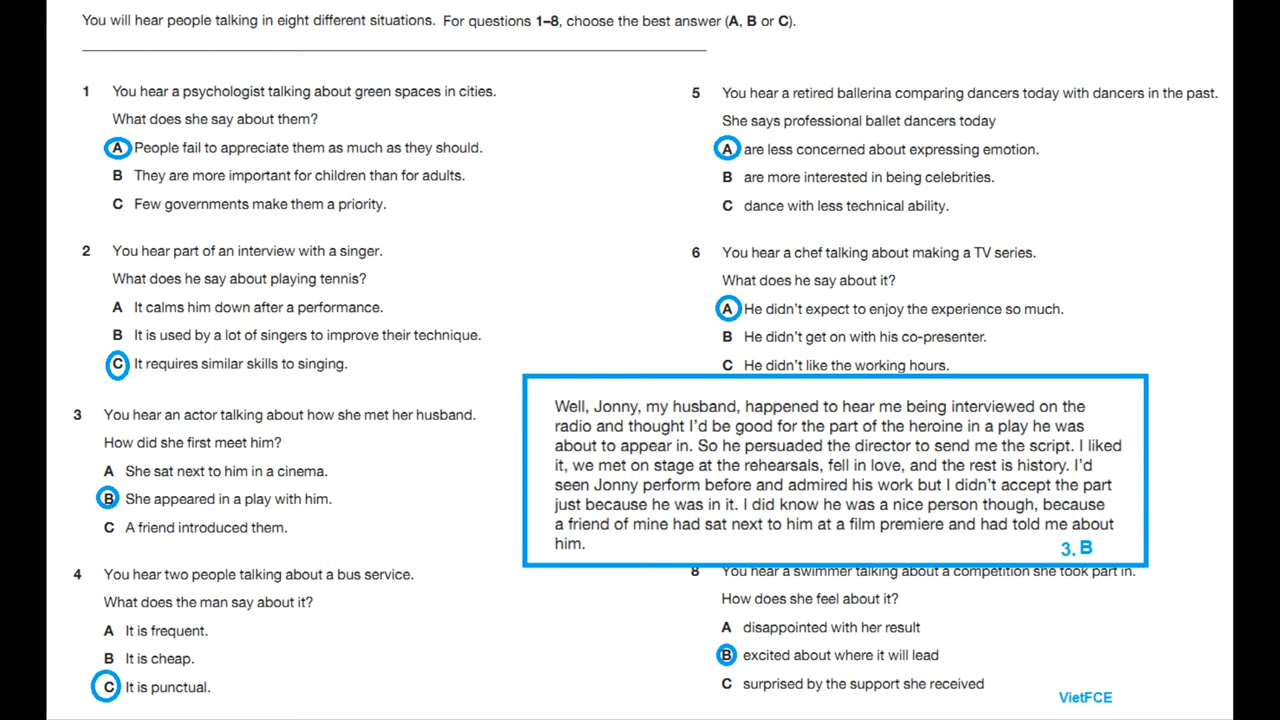 You will hear people talking in eight different situations. For questions 1–8, choose the best answer (A, B or C).
1 You hear a psychologist talking about green spaces in cities.
What does she say about them?
A People fail to appreciate them as much as they should.
B They are more important for children than for adults.
C Few governments make them a priority.
2 You hear part of an interview with a singer.
What does he say about playing tennis?
A It calms him down after a performance.
B It is used by a lot of singers to improve their technique.
C It requires similar skills to singing.
3 You hear an actor talking about how she met her husband.
How did she first meet him?
A She sat next to him in a cinema.
B She appeared in a play with him.
C A friend introduced them.
4 You hear two people talking about a bus service.
What does the man say about it?
A It is frequent.
B It is cheap.
C It is punctual.
5 You hear a retired ballerina comparing dancers today with dancers in the past.
She says professional ballet dancers today
A are less concerned about expressing emotion.
B are more interested in being celebrities.
C dance with less technical ability.
6 You hear a chef talking about making a TV series.
What does he say about it?
A He didn't expect to enjoy the experience so much.
B He didn't get on with his co-presenter.
C He didn't like the working hours.
Well, Jonny, my husband, happened to hear me being interviewed on the
radio and thought I'd be good for the part of the heroine in a play he was
about to appear in. So he persuaded the director to send me the script. I liked
it, we met on stage at the rehearsals, fell in love, and the rest is history. I'd
seen Jonny perform before and admired his work but I didn't accept the part
just because he was in it. I did know he was a nice person though, because
a friend of mine had sat next to him at a film premiere and had told me about
him.
3. B
8 You hear a swimmer talking about a competition she took part in.
How does she feel about it?
A disappointed with her result
B excited about where it will lead
C surprised by the support she received
VietFCE